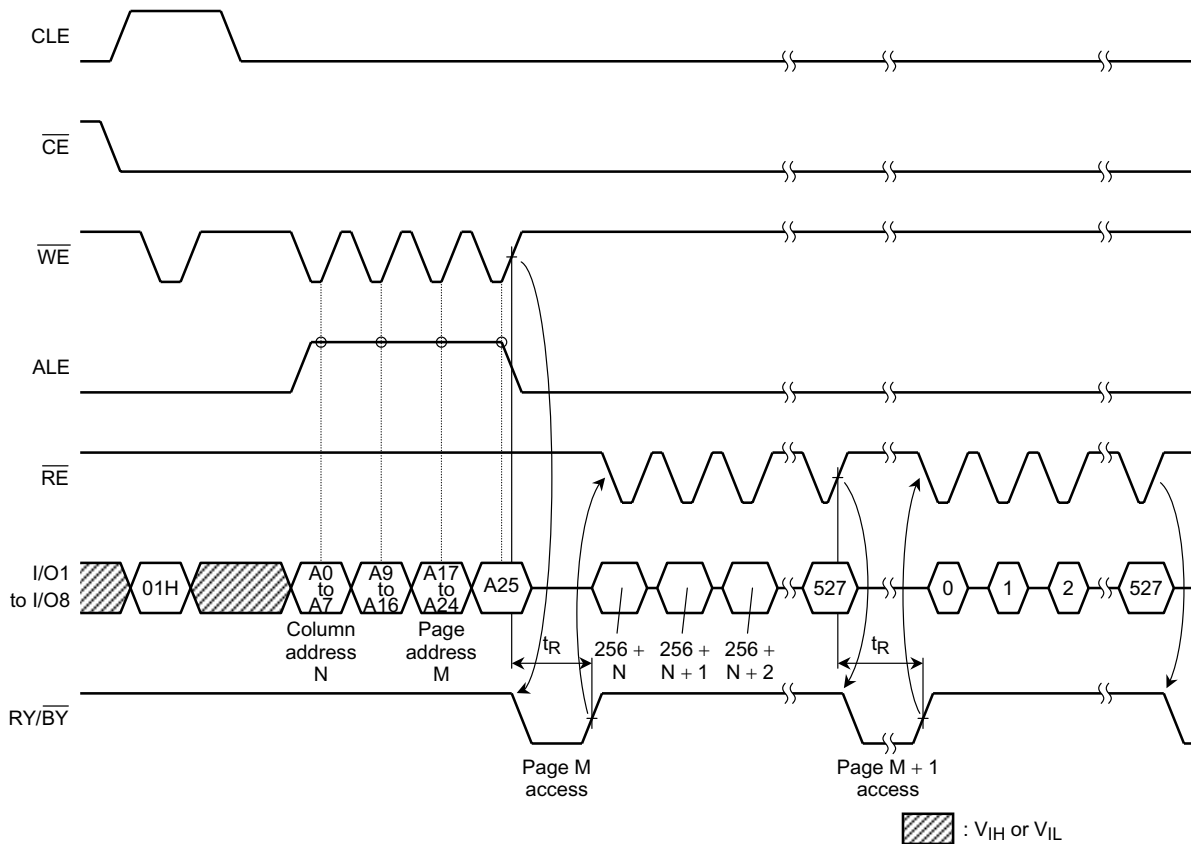 CLE
CE
WE
ALE
RE
I/O1
to I/O8
01H
A0
to
A7
A9
to
A16
A17
to
A24
A25
527
0
1
2
527
Column
address
N
Page
address
M
tR
256 +
N
256 +
N + 1
256 +
N + 2
tR
RY/BY
Page M
access
Page M + 1
access
: VIH or VIL